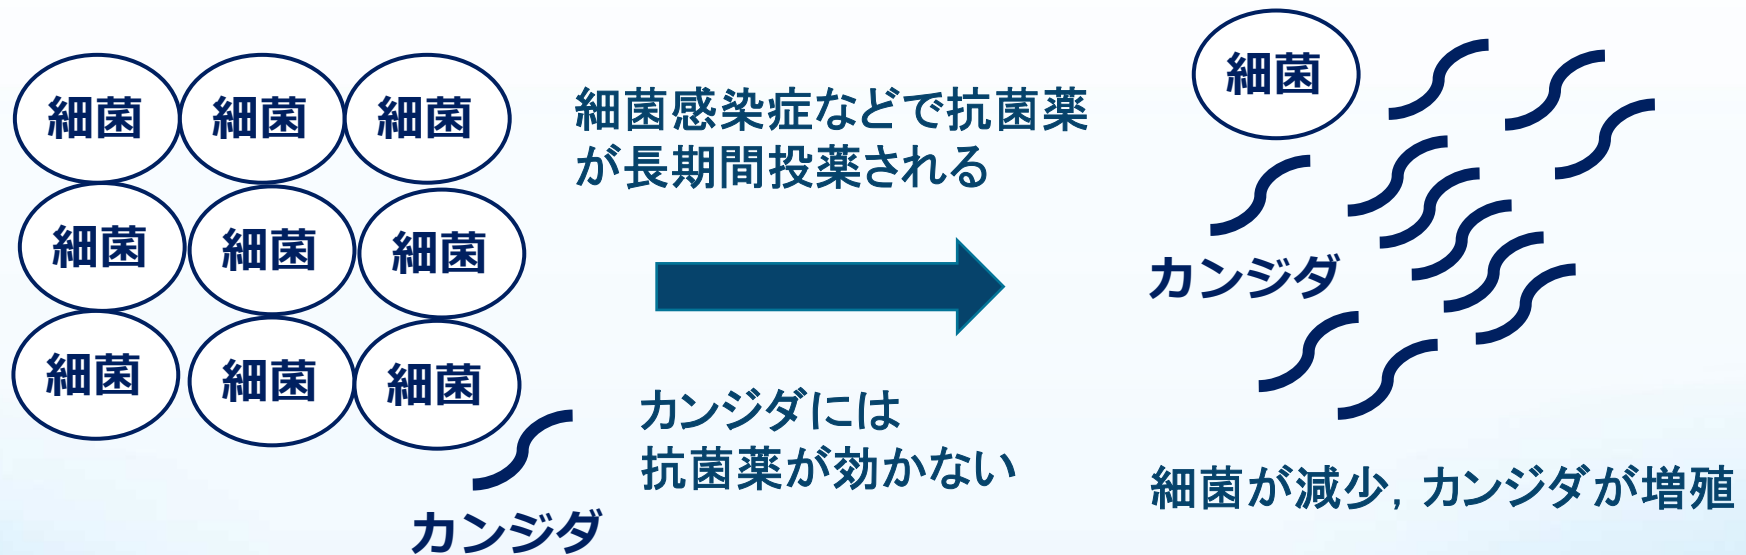 細菌 細菌 細菌
細菌 細菌 細菌
細菌 細菌 細菌
カンジダ
細菌感染症などで抗菌薬
が長期間投薬される
カンジダには
抗菌薬が効かない
細菌
カンジダ
細菌が減少, カンジダが増殖